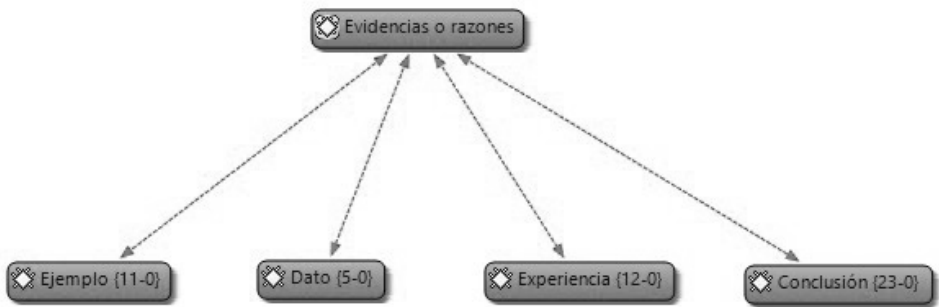 Evidencias o razones
Ejemplo {11-0}
Dato {5-0}
Experiencia {12-0}
Conclusión {23-0}